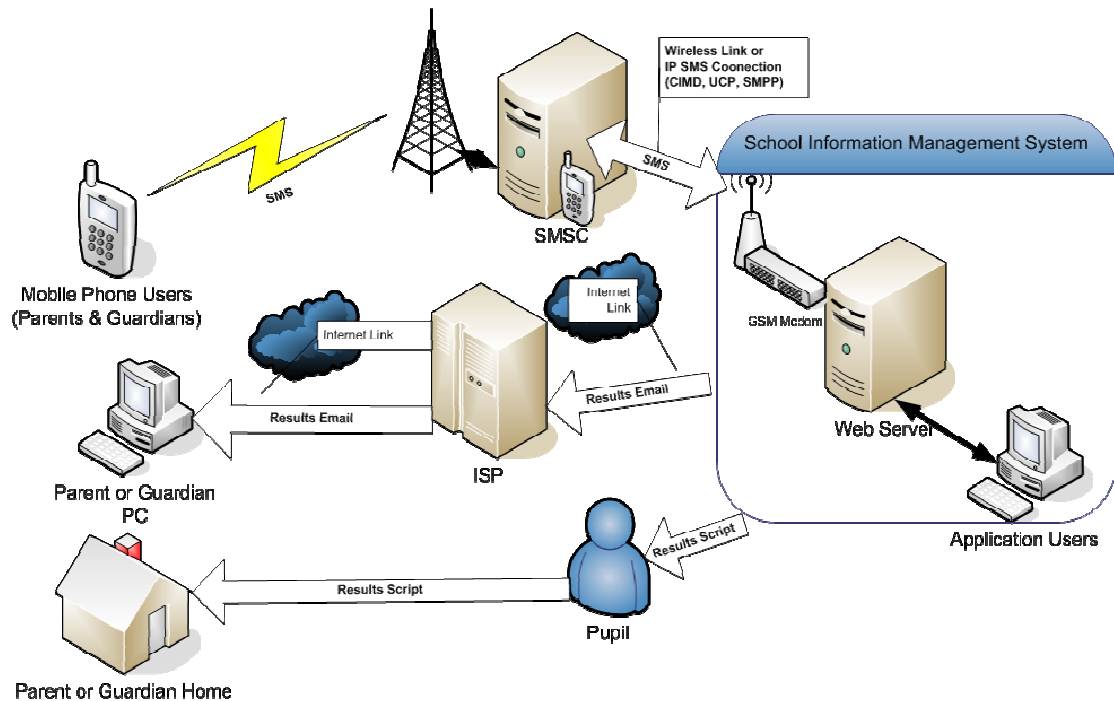 Wireless Link or
IP SMS Coonection
(CIMD, UCP, SMPP)
School Information Management System
SMS
SMS
SMSC
GSM Modem
Mobile Phone Users
(Parents & Guardians)
Internet
Link
Internet Link
Results Email
Results Email
Web Server
ISP
Parent or Guardian
PC
Application Users
Results Script
Results Script
Pupil
Parent or Guardian Home